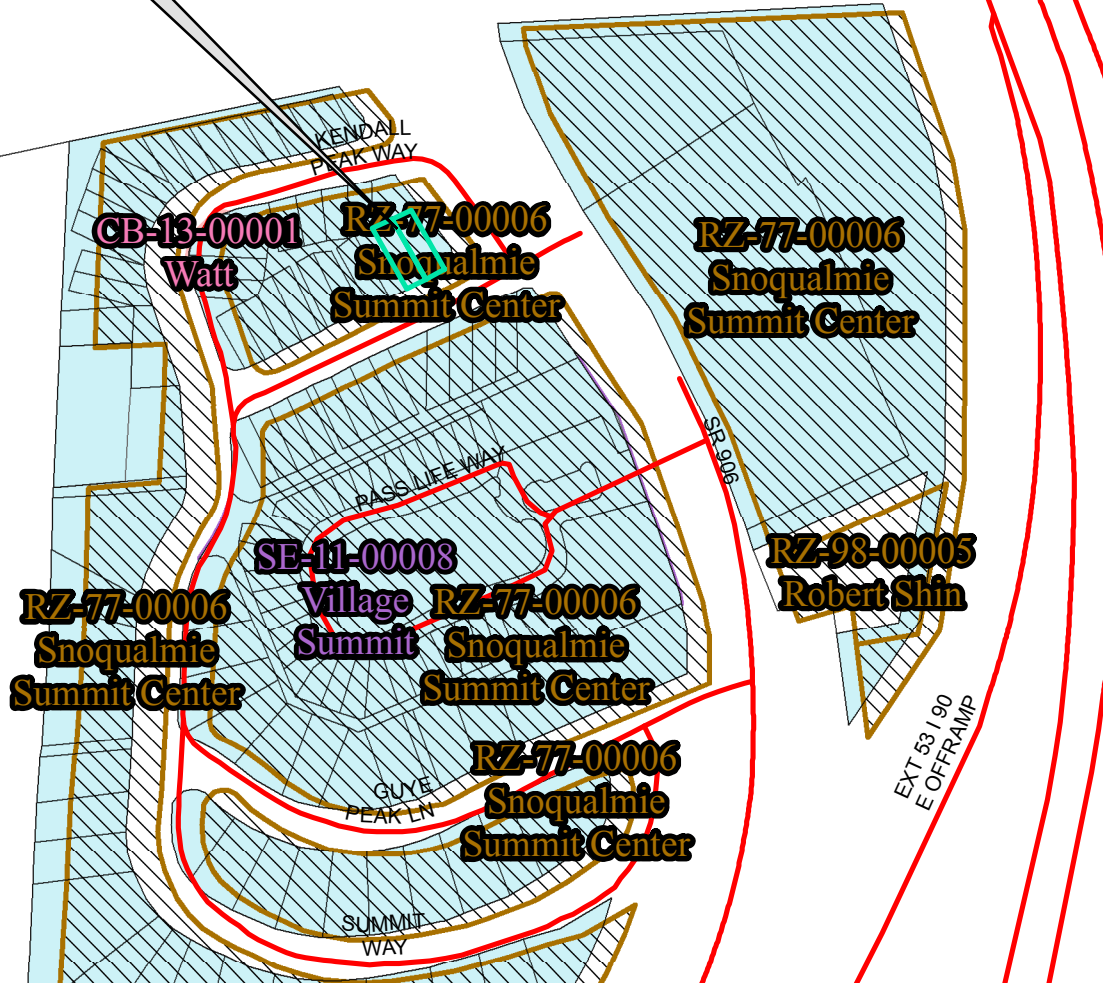 KENDALL
PEAK WAY
CB-13-00001
Watt
RZ-77-00006
Snoqualmie
Summit Center
RZ-77-00006
Snoqualmie
Summit Center
SR 906
PASS LIFE WAY
SE-11-00008
Village
Summit
RZ-77-00006
Snoqualmie
Summit Center
RZ-98-00005
Robert Shin
RZ-77-00006
Snoqualmie
Summit Center
EXT 53 I 90
E OFFRAMP
RZ-77-00006
Snoqualmie
Summit Center
GUYE
PEAK LN
SUMMIT
WAY